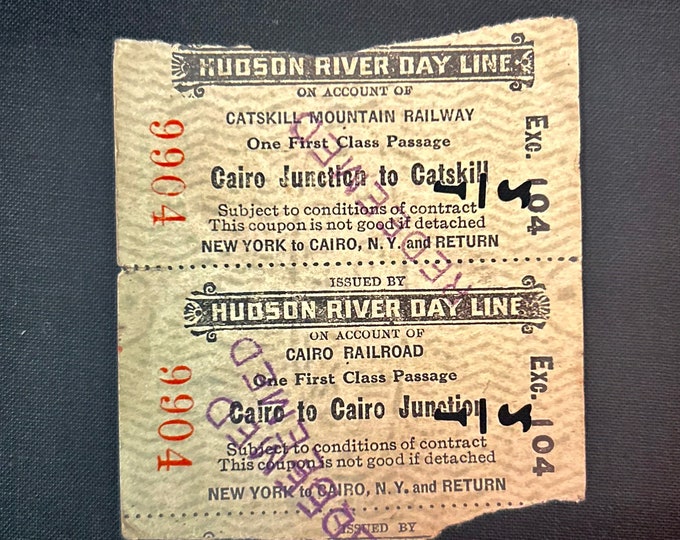 HUDSON RIVER DAY LINE
ON ACCOUNT OF
CATSKILL MOUNTAIN RAILWAY
One First Class Passage
Cairo Junction to Catskill
Subject to conditions of contract
This coupon is not good if detached
NEW YORK to CAIRO, N.Y. and RETURN
9904
Exc. 104
REDEEMED
ISSUED BY
HUDSON RIVER DAY LINE
ON ACCOUNT OF
CAIRO RAILROAD
One First Class Passage
Cairo to Cairo Junction
Subject to conditions of contract
This coupon is not good if detached
NEW YORK to CAIRO, N.Y. and RETURN
9904
Exc. 104
REDEEMED
ISSUED BY